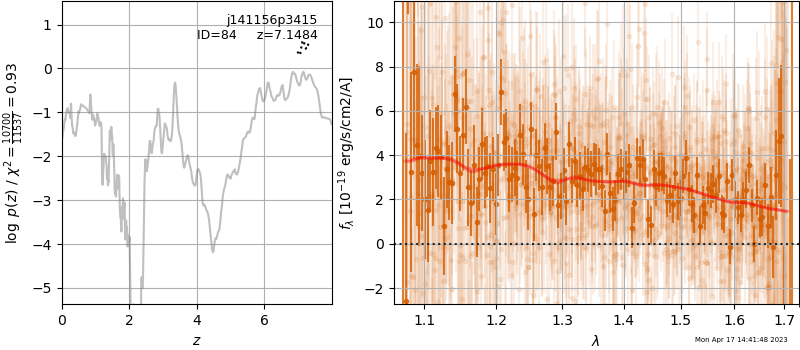 j141156p3415
ID=84 z=7.1484
log p(z) / χ² = 10700/11537 = 0.93
1
0
−1
−2
−3
−4
−5
0 2 4 6
z
f_λ [10⁻¹⁹ erg/s/cm2/A]
10
8
6
4
2
0
−2
1.1 1.2 1.3 1.4 1.5 1.6 1.7
λ
Mon Apr 17 14:41:48 2023